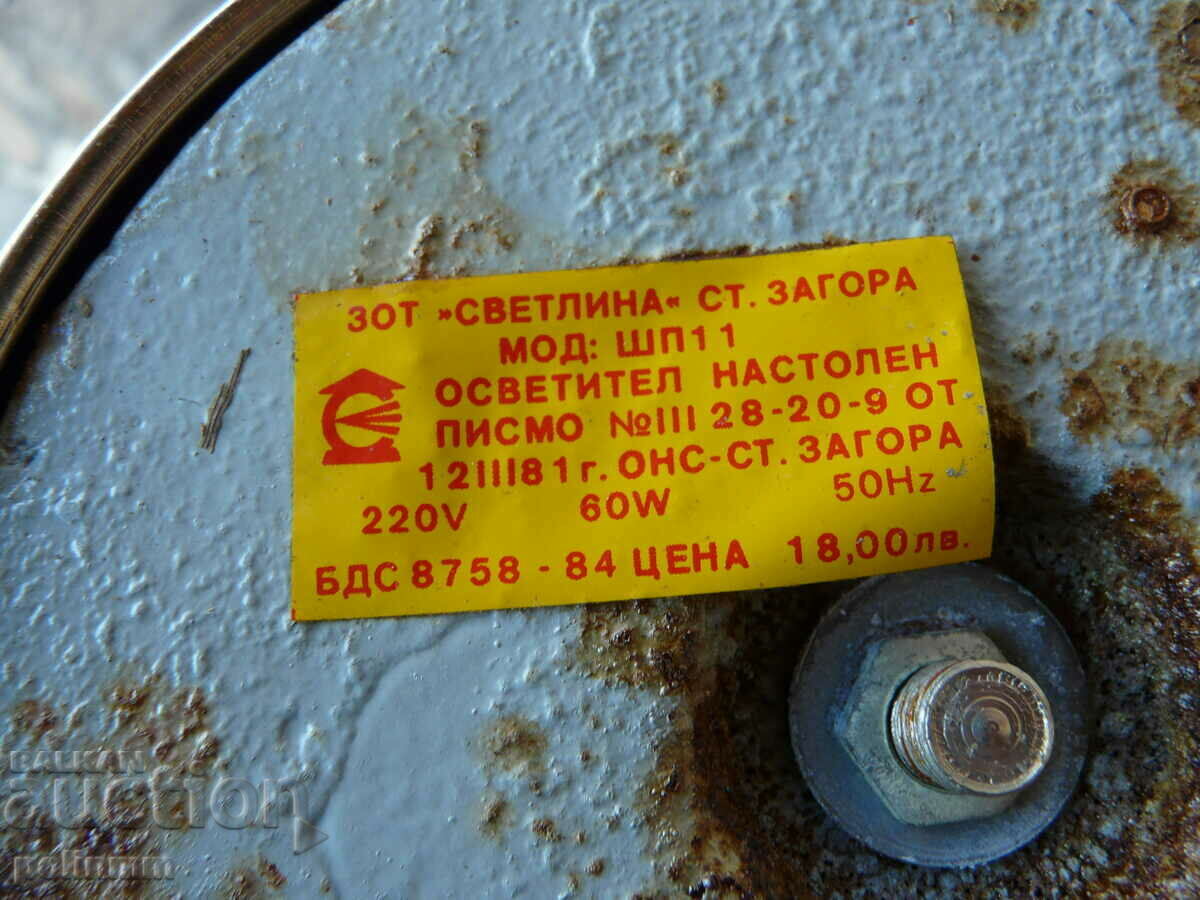 ЗОТ »СВЕТЛИНА« СТ. ЗАГОРА
МОД: ШП11
ОСВЕТИТЕЛ НАСТОЛЕН
ПИСМО №III 28-20-9 ОТ
12III81г. ОНС-СТ. ЗАГОРА
220V 60W 50Hz
БДС 8758 - 84 ЦЕНА 18,00лв.
BALKAN
auction
polinmm